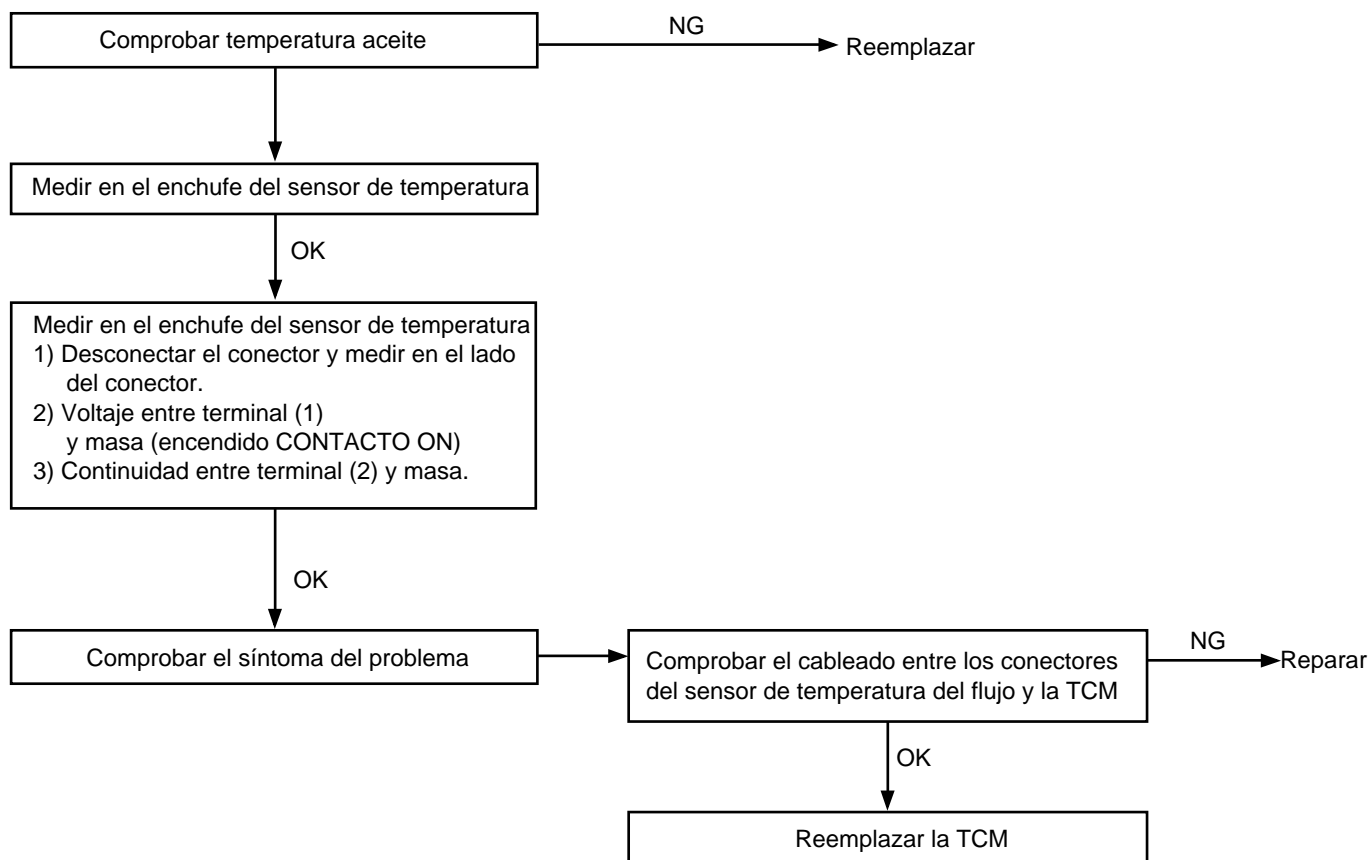 Comprobar temperatura aceite
NG
Reemplazar
Medir en el enchufe del sensor de temperatura
OK
Medir en el enchufe del sensor de temperatura
1) Desconectar el conector y medir en el lado
del conector.
2) Voltaje entre terminal (1)
y masa (encendido CONTACTO ON)
3) Continuidad entre terminal (2) y masa.
OK
Comprobar el síntoma del problema
Comprobar el cableado entre los conectores
del sensor de temperatura del flujo y la TCM
NG
Reparar
OK
Reemplazar la TCM